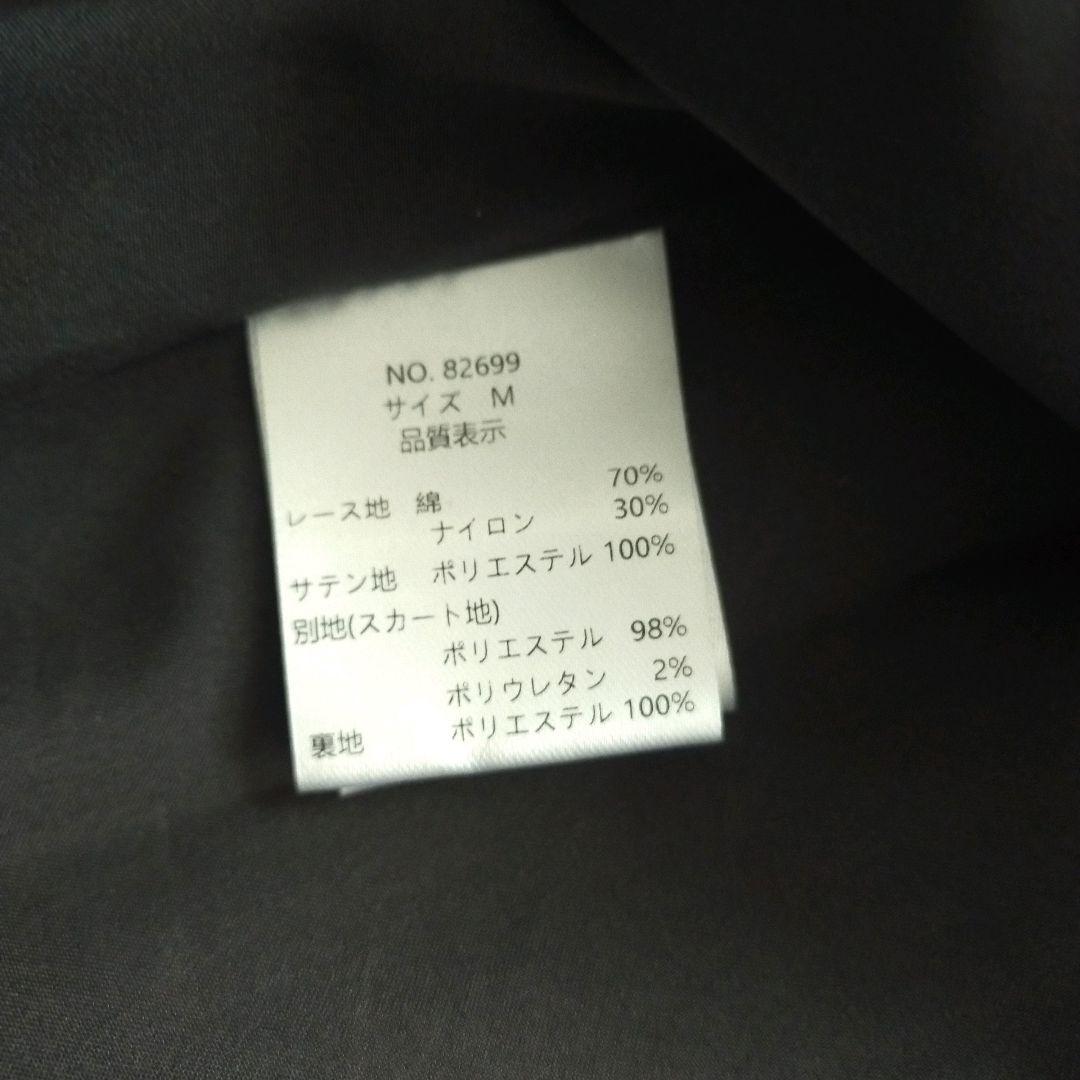 NO. 82699
サイズ M
品質表示
レース地 綿 70%
ナイロン 30%
サテン地 ポリエステル 100%
別地(スカート地)
ポリエステル 98%
ポリウレタン 2%
裏地 ポリエステル 100%